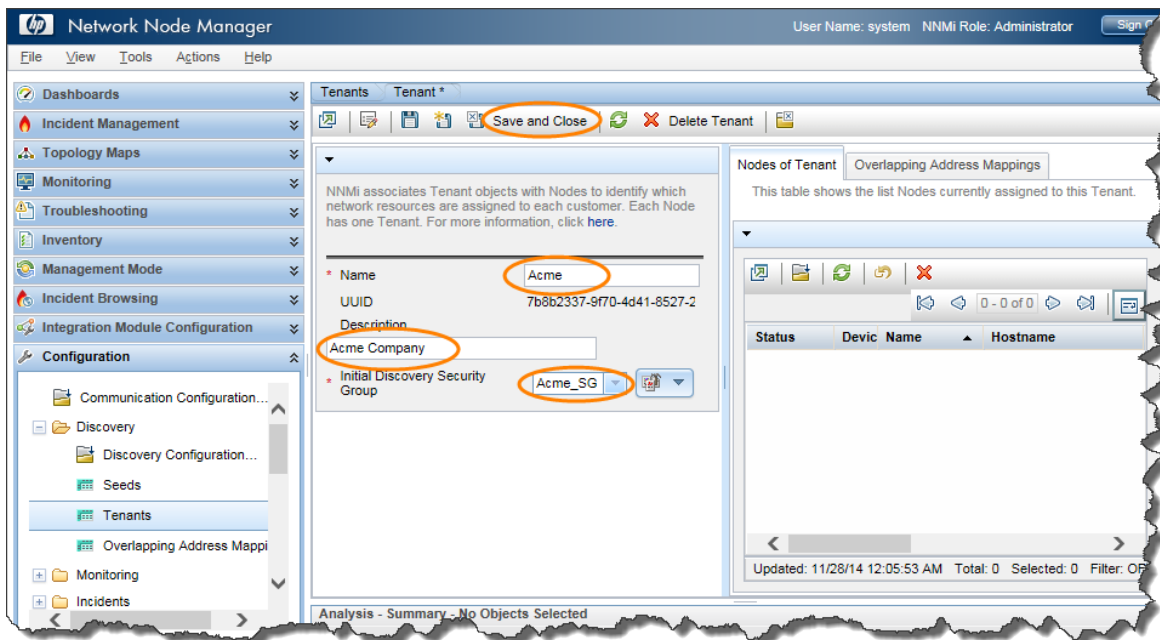 hp Network Node Manager User Name: system NNMi Role: Administrator Sign
File View Tools Actions Help
Dashboards
Incident Management
Topology Maps
Monitoring
Troubleshooting
Inventory
Management Mode
Incident Browsing
Integration Module Configuration
Configuration
Communication Configuration...
Discovery
Discovery Configuration...
Seeds
Tenants
Overlapping Address Mappi
Monitoring
Incidents
Tenants Tenant *
Save and Close Delete Tenant
NNMi associates Tenant objects with Nodes to identify which
network resources are assigned to each customer. Each Node
has one Tenant. For more information, click here.
* Name Acme
UUID 7b8b2337-9f70-4d41-8527-2
Description
Acme Company
* Initial Discovery Security
Group Acme_SG
Nodes of Tenant Overlapping Address Mappings
This table shows the list Nodes currently assigned to this Tenant.
0 - 0 of 0
Status Devic Name Hostname
Updated: 11/28/14 12:05:53 AM Total: 0 Selected: 0 Filter: OF
Analysis - Summary - No Objects Selected